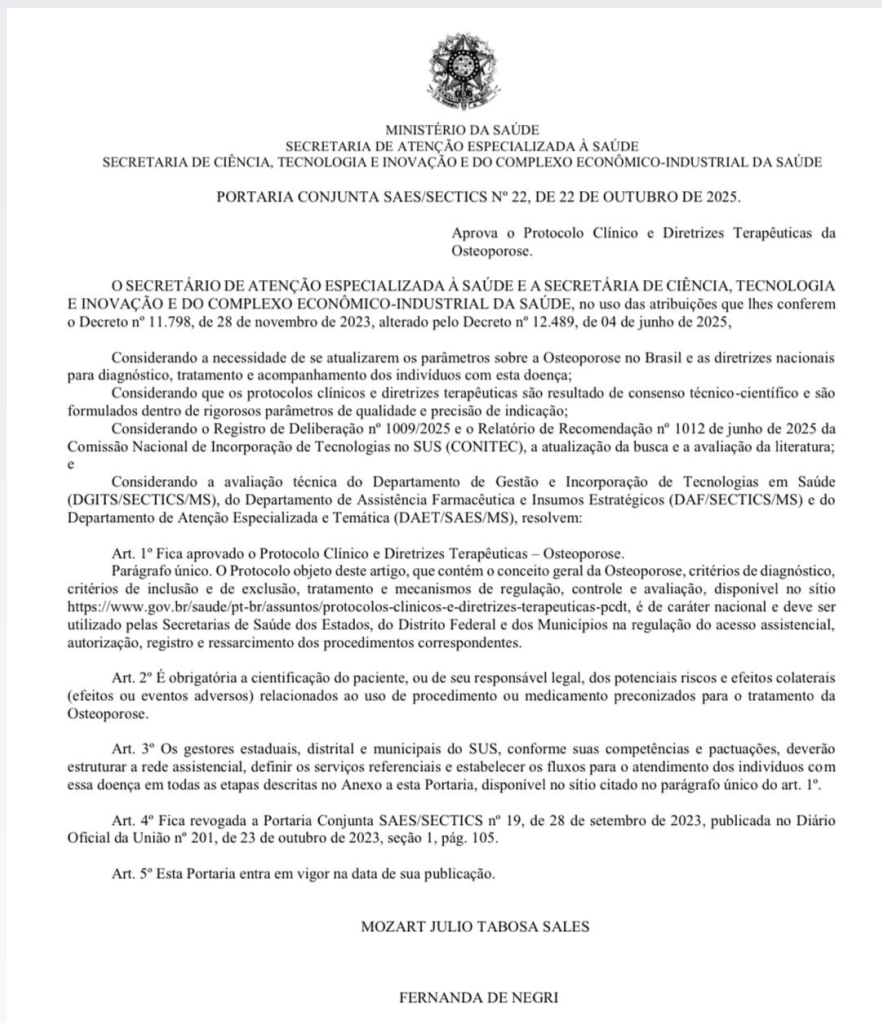 MINISTÉRIO DA SAÚDE
SECRETARIA DE ATENÇÃO ESPECIALIZADA À SAÚDE
SECRETARIA DE CIÊNCIA, TECNOLOGIA E INOVAÇÃO E DO COMPLEXO ECONÔMICO-INDUSTRIAL DA SAÚDE
PORTARIA CONJUNTA SAES/SECTICS Nº 22, DE 22 DE OUTUBRO DE 2025.
Aprova o Protocolo Clínico e Diretrizes Terapêuticas da
Osteoporose.
O SECRETÁRIO DE ATENÇÃO ESPECIALIZADA À SAÚDE E A SECRETÁRIA DE CIÊNCIA, TECNOLOGIA
E INOVAÇÃO E DO COMPLEXO ECONÔMICO-INDUSTRIAL DA SAÚDE, no uso das atribuições que lhes conferem
o Decreto nº 11.798, de 28 de novembro de 2023, alterado pelo Decreto nº 12.489, de 04 de junho de 2025,
Considerando a necessidade de se atualizarem os parâmetros sobre a Osteoporose no Brasil e as diretrizes nacionais
para diagnóstico, tratamento e acompanhamento dos indivíduos com esta doença;
Considerando que os protocolos clínicos e diretrizes terapêuticas são resultado de consenso técnico-científico e são
formulados dentro de rigorosos parâmetros de qualidade e precisão de indicação;
Considerando o Registro de Deliberação nº 1009/2025 e o Relatório de Recomendação nº 1012 de junho de 2025 da
Comissão Nacional de Incorporação de Tecnologias no SUS (CONITEC), a atualização da busca e a avaliação da literatura;
e
Considerando a avaliação técnica do Departamento de Gestão e Incorporação de Tecnologias em Saúde
(DGITS/SECTICS/MS), do Departamento de Assistência Farmacêutica e Insumos Estratégicos (DAF/SECTICS/MS) e do
Departamento de Atenção Especializada e Temática (DAET/SAES/MS), resolvem:
Art. 1º Fica aprovado o Protocolo Clínico e Diretrizes Terapêuticas – Osteoporose.
Parágrafo único. O Protocolo objeto deste artigo, que contém o conceito geral da Osteoporose, critérios de diagnóstico,
critérios de inclusão e de exclusão, tratamento e mecanismos de regulação, controle e avaliação, disponível no sítio
https://www.gov.br/saude/pt-br/assuntos/protocolos-clinicos-e-diretrizes-terapeuticas-pcdt, é de caráter nacional e deve ser
utilizado pelas Secretarias de Saúde dos Estados, do Distrito Federal e dos Municípios na regulação do acesso assistencial,
autorização, registro e ressarcimento dos procedimentos correspondentes.
Art. 2º É obrigatória a cientificação do paciente, ou de seu responsável legal, dos potenciais riscos e efeitos colaterais
(efeitos ou eventos adversos) relacionados ao uso de procedimento ou medicamento preconizados para o tratamento da
Osteoporose.
Art. 3º Os gestores estaduais, distrital e municipais do SUS, conforme suas competências e pactuações, deverão
estruturar a rede assistencial, definir os serviços referenciais e estabelecer os fluxos para o atendimento dos indivíduos com
essa doença em todas as etapas descritas no Anexo a esta Portaria, disponível no sítio citado no parágrafo único do art. 1º.
Art. 4º Fica revogada a Portaria Conjunta SAES/SECTICS nº 19, de 28 de setembro de 2023, publicada no Diário
Oficial da União nº 201, de 23 de outubro de 2023, seção 1, pág. 105.
Art. 5º Esta Portaria entra em vigor na data de sua publicação.
MOZART JULIO TABOSA SALES
FERNANDA DE NEGRI